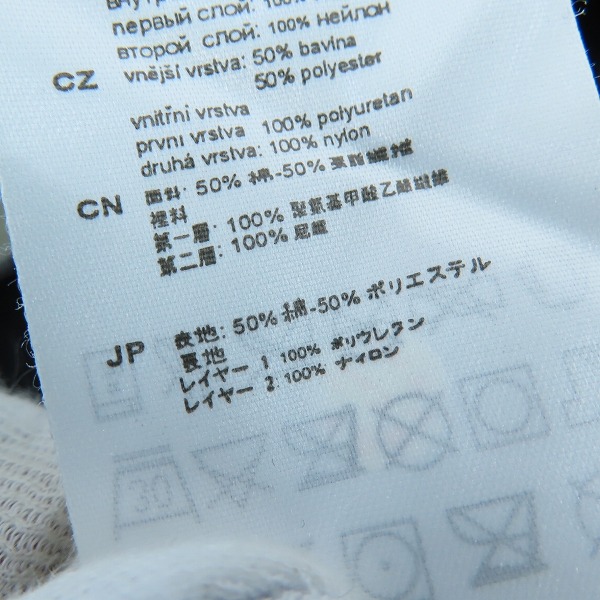 первый слой: 100%
второй слой: 100% нейлон
CZ vnější vrstva: 50% bavlna
50% polyester
vnitřní vrstva
první vrstva 100% polyuretan
druhá vrstva: 100% nylon
CN 面料: 50% 棉-50% 聚酯纖維
裡料
第一層: 100% 聚氨基甲酸乙酯纖維
第二層: 100% 尼龍
JP 表地: 50% 綿-50% ポリエステル
裏地
レイヤー 1 100% ポリウレタン
レイヤー 2: 100% ナイロン
30